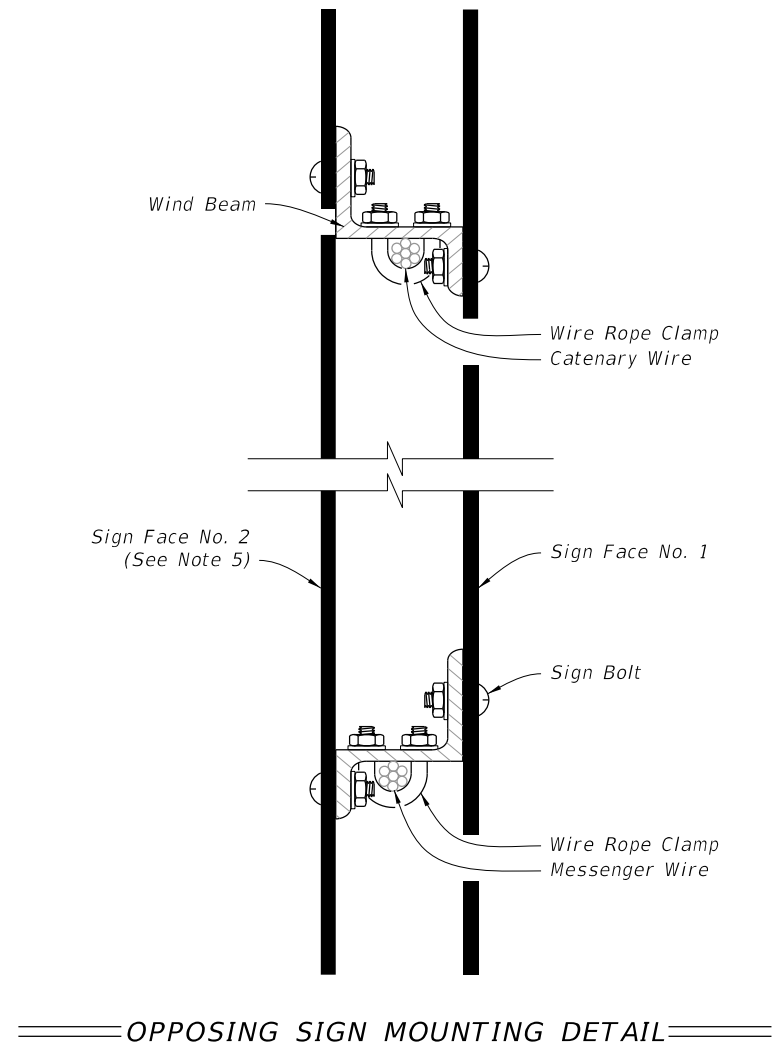 Wind Beam
Wire Rope Clamp
Catenary Wire
Sign Face No. 2
(See Note 5)
Sign Face No. 1
Sign Bolt
Wire Rope Clamp
Messenger Wire
OPPOSING SIGN MOUNTING DETAIL